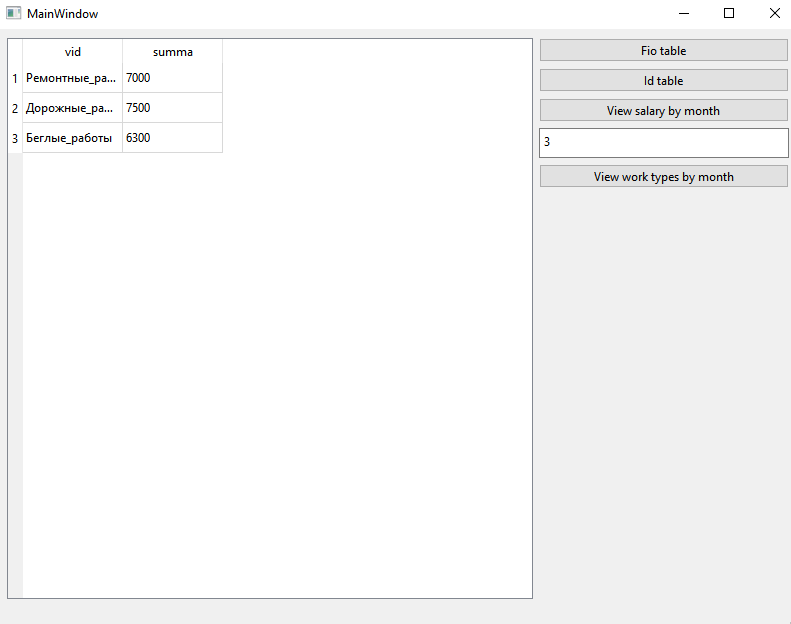 MainWindow
vid summa
1 Ремонтные_ра... 7000
2 Дорожные_ра... 7500
3 Беглые_работы 6300
Fio table
Id table
View salary by month
3
View work types by month